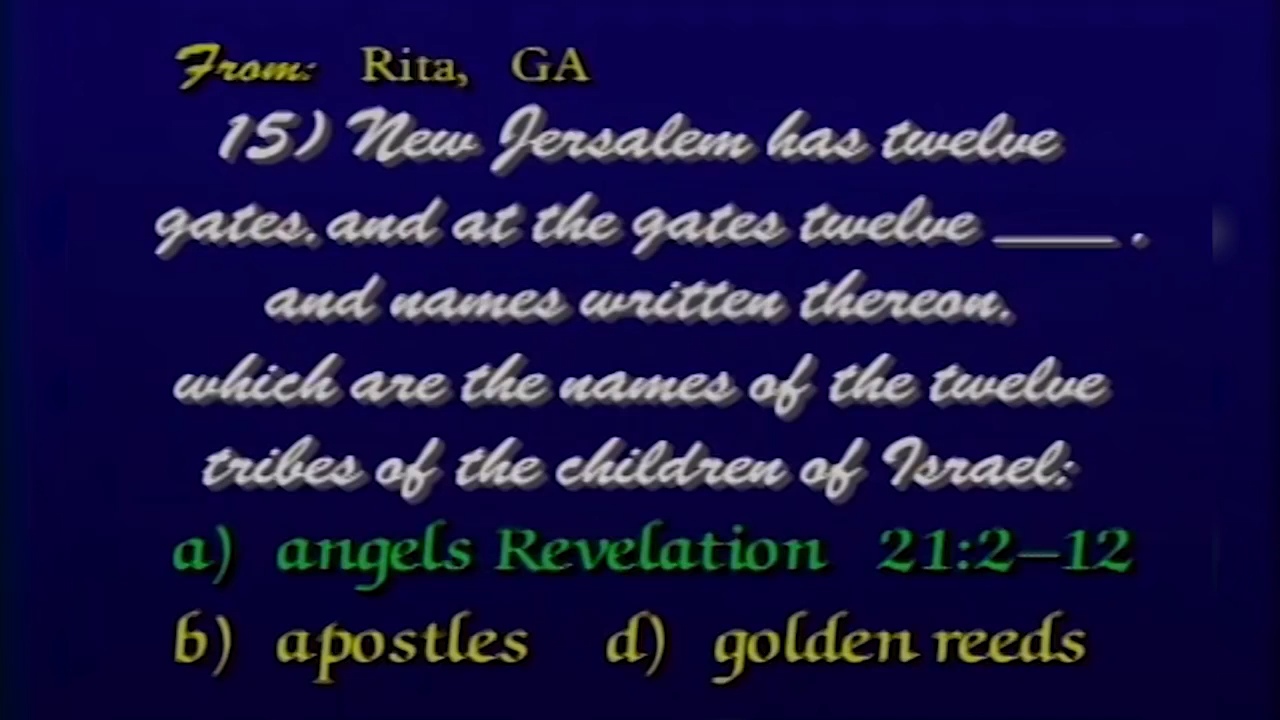 From: Rita, GA
15) New Jersalem has twelve
gates, and at the gates twelve ____.
and names written thereon,
which are the names of the twelve
tribes of the children of Israel:
a) angels Revelation 21:2–12
b) apostles d) golden reeds